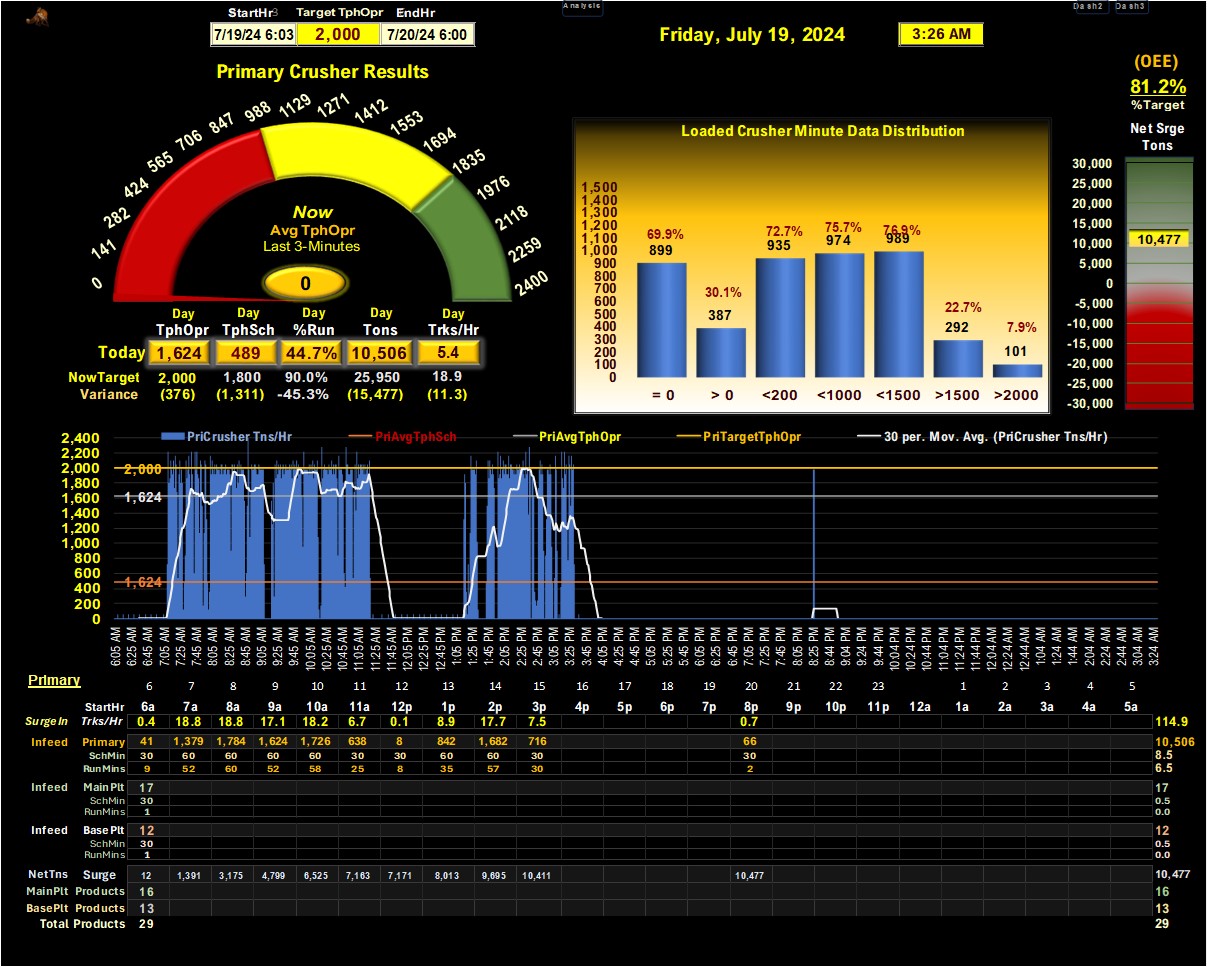 Analysis
Dash2 Dash3
StartHr3 Target TphOpr EndHr
7/19/24 6:03 2,000 7/20/24 6:00
Friday, July 19, 2024
3:26 AM
(OEE)
81.2%
%Target
Net Srge
Tons
30,000
25,000
20,000
15,000
10,000
5,000
0
-5,000
-10,000
-15,000
-20,000
-25,000
-30,000
10,477
Primary Crusher Results
0 141 282 424 565 706 847 988 1129 1271 1412 1553 1694 1835 1976 2118 2259 2400
Now
Avg TphOpr
Last 3-Minutes
0
Day Day Day Day Day
TphOpr TphSch %Run Tons Trks/Hr
Today 1,624 489 44.7% 10,506 5.4
NowTarget 2,000 1,800 90.0% 25,950 18.9
Variance (376) (1,311) -45.3% (15,477) (11.3)
Loaded Crusher Minute Data Distribution
1,500
1,400
1,300
1,200
1,100
1,000
900
800
700
600
500
400
300
200
100
0
69.9% 30.1% 72.7% 75.7% 76.9% 22.7% 7.9%
899 387 935 974 989 292 101
= 0 > 0 <200 <1000 <1500 >1500 >2000
PriCrusher Tns/Hr PriAvgTphSch PriAvgTphOpr PriTargetTphOpr 30 per. Mov. Avg. (PriCrusher Tns/Hr)
2,400
2,200
2,000
1,800
1,600
1,400
1,200
1,000
800
600
400
200
0
2,000
1,624
1,624
6:05 AM 6:25 AM 6:45 AM 7:05 AM 7:25 AM 7:45 AM 8:05 AM 8:25 AM 8:45 AM 9:05 AM 9:25 AM 9:45 AM 10:05 AM 10:25 AM 10:45 AM 11:05 AM 11:25 AM 11:45 AM 12:05 PM 12:25 PM 12:45 PM 1:05 PM 1:25 PM 1:45 PM 2:05 PM 2:25 PM 2:45 PM 3:05 PM 3:25 PM 3:45 PM 4:05 PM 4:25 PM 4:45 PM 5:05 PM 5:25 PM 5:45 PM 6:05 PM 6:25 PM 6:45 PM 7:05 PM 7:25 PM 7:45 PM 8:05 PM 8:25 PM 8:44 PM 9:04 PM 9:24 PM 9:44 PM 10:04 PM 10:24 PM 10:44 PM 11:04 PM 11:24 PM 11:44 PM 12:04 AM 12:24 AM 12:44 AM 1:04 AM 1:24 AM 1:44 AM 2:04 AM 2:24 AM 2:44 AM 3:04 AM 3:24 AM
Primary
6 7 8 9 10 11 12 13 14 15 16 17 18 19 20 21 22 23 1 2 3 4 5
StartHr 6a 7a 8a 9a 10a 11a 12p 1p 2p 3p 4p 5p 6p 7p 8p 9p 10p 11p 12a 1a 2a 3a 4a 5a
SurgeIn Trks/Hr 0.4 18.8 18.8 17.1 18.2 6.7 0.1 8.9 17.7 7.5 0.7 114.9
Infeed Primary 41 1,379 1,784 1,624 1,726 638 8 842 1,682 716 66 10,506
SchMin 30 60 60 60 60 30 30 60 60 30 30 8.5
RunMins 9 52 60 52 58 25 8 35 57 30 2 6.5
Infeed MainPlt 17 17
SchMin 30 0.5
RunMins 1 0.0
Infeed BasePlt 12 12
SchMin 30 0.5
RunMins 1 0.0
NetTns Surge 12 1,391 3,175 4,799 6,525 7,163 7,171 8,013 9,695 10,411 10,477 10,477
MainPlt Products 16 16
BasePlt Products 13 13
Total Products 29 29